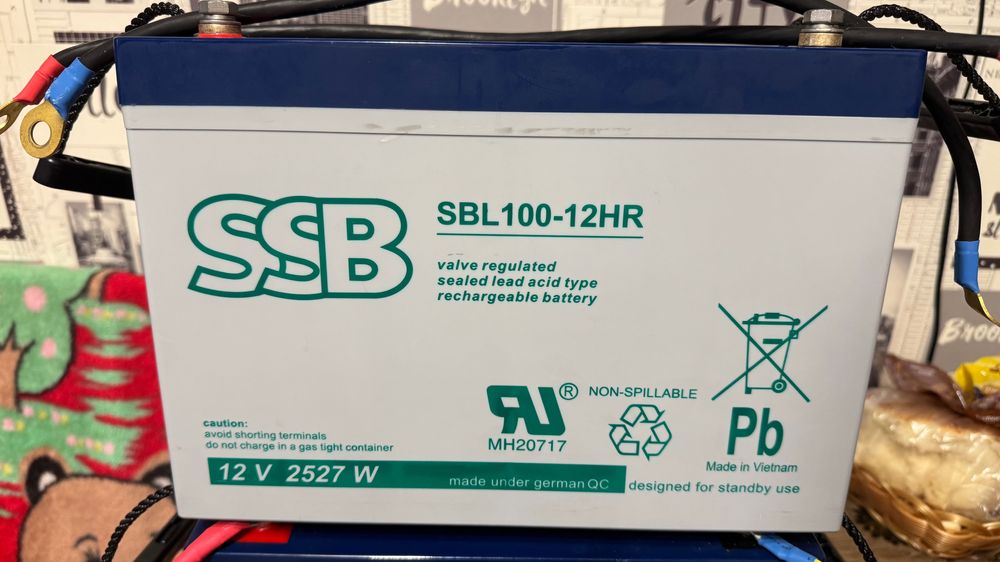 Brooklyn
SSB
SBL100-12HR
valve regulated
sealed lead acid type
rechargeable battery
caution:
avoid shorting terminals
do not charge in a gas tight container
12 V 2527 W
made under german QC
designed for standby use
®
MH20717
NON-SPILLABLE
Pb
Made in Vietnam